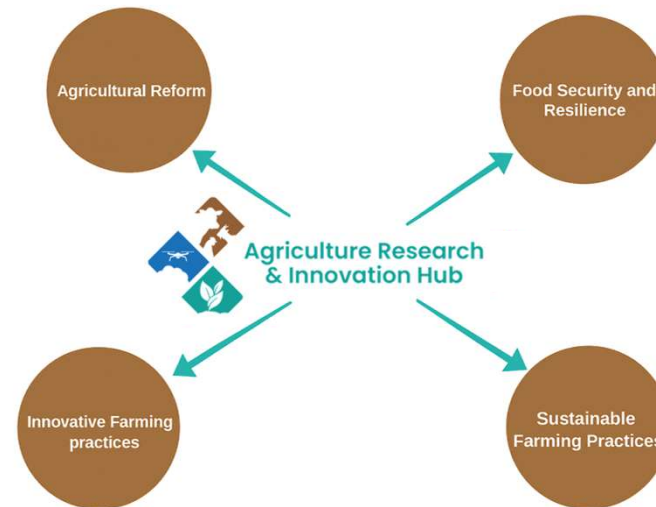 Agricultural Reform
Food Security and
Resilience
Agriculture Research
& Innovation Hub
Innovative Farming
practices
Sustainable
Farming Practices